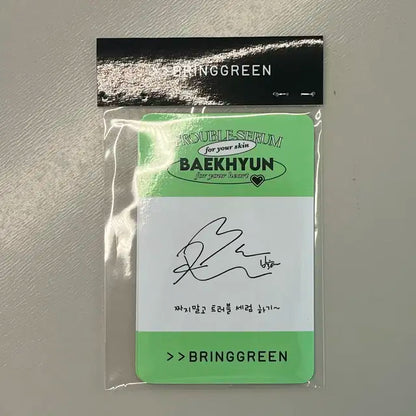 >>BRINGGREEN
TROUBLE SERUM
for your skin
BAEKHYUN
for your heart
짜지말고 트러블 세럼 하기~
>>BRINGGREEN